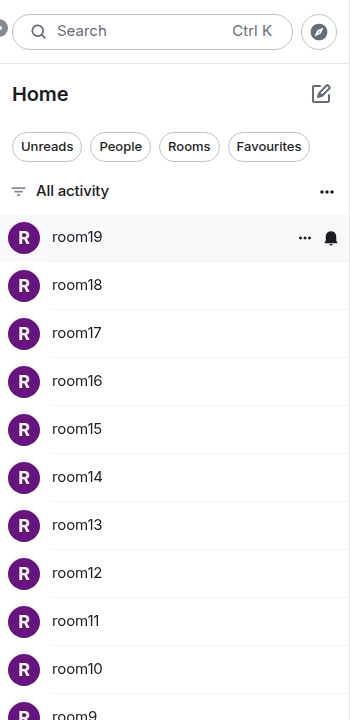 Search Ctrl K
Home
Unreads People Rooms Favourites
All activity
R room19
R room18
R room17
R room16
R room15
R room14
R room13
R room12
R room11
R room10
R room9